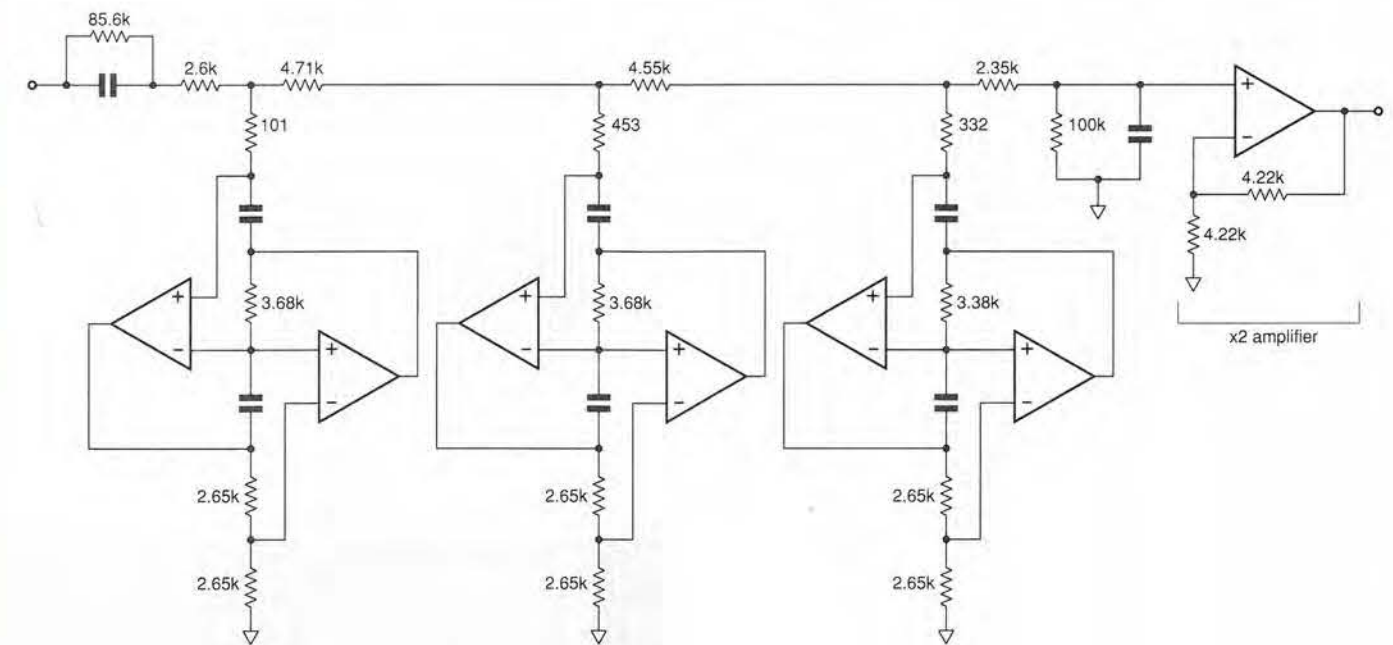 85.6k
2.6k
4.71k
4.55k
2.35k
101
453
332
100k
+
−
4.22k
4.22k
x2 amplifier
+
−
3.68k
+
−
+
−
3.68k
+
−
+
−
3.38k
+
−
2.65k
2.65k
2.65k
2.65k
2.65k
2.65k